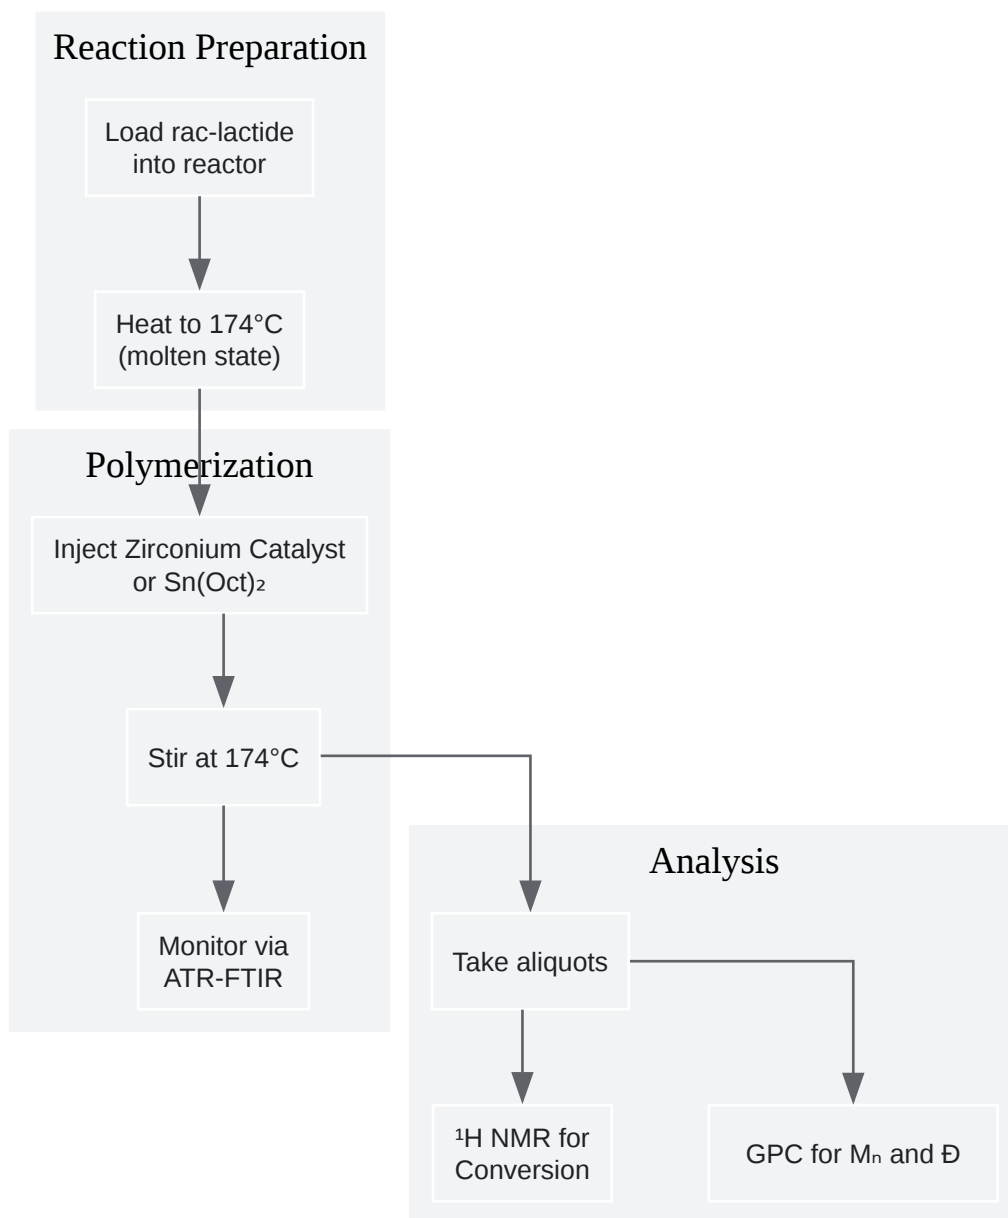 Reaction Preparation
Load rac-lactide
into reactor
Heat to 174°C
(molten state)
Polymerization
Inject Zirconium Catalyst
or Sn(Oct)₂
Stir at 174°C
Monitor via
ATR-FTIR
Analysis
Take aliquots
¹H NMR for
Conversion
GPC for Mₙ and Đ